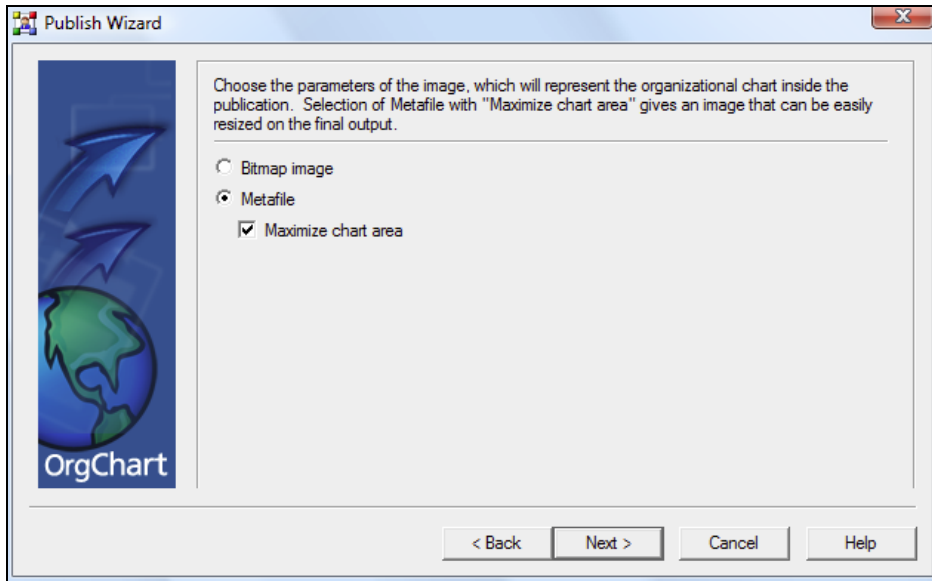 Publish Wizard
Choose the parameters of the image, which will represent the organizational chart inside the
publication. Selection of Metafile with "Maximize chart area" gives an image that can be easily
resized on the final output.
Bitmap image
Metafile
Maximize chart area
OrgChart
< Back
Next >
Cancel
Help